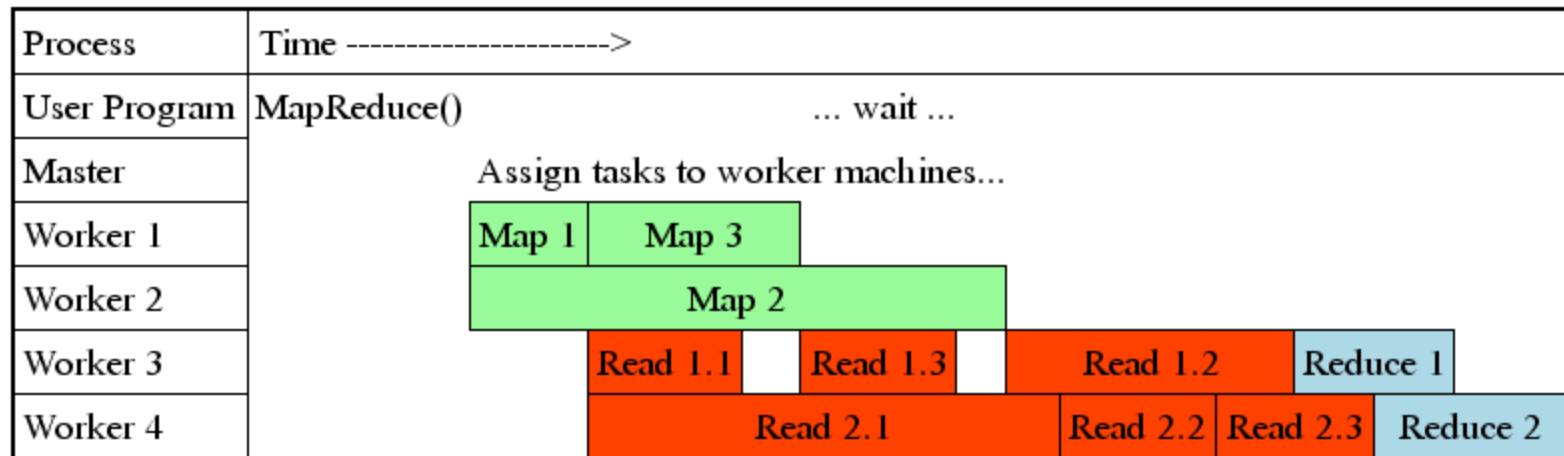 Process Time ---------------------->
User Program MapReduce() ... wait ...
Master Assign tasks to worker machines...
Worker 1 Map 1 Map 3
Worker 2 Map 2
Worker 3 Read 1.1 Read 1.3 Read 1.2 Reduce 1
Worker 4 Read 2.1 Read 2.2 Read 2.3 Reduce 2